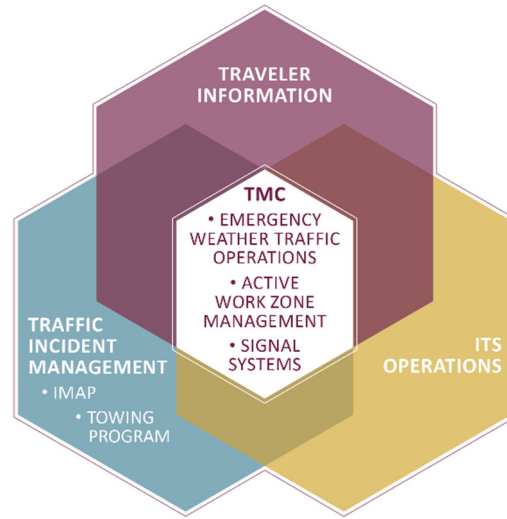 TRAVELER
INFORMATION
TMC
• EMERGENCY
WEATHER TRAFFIC
OPERATIONS
• ACTIVE
WORK ZONE
MANAGEMENT
• SIGNAL
SYSTEMS
TRAFFIC
INCIDENT
MANAGEMENT
• IMAP
• TOWING
PROGRAM
ITS
OPERATIONS